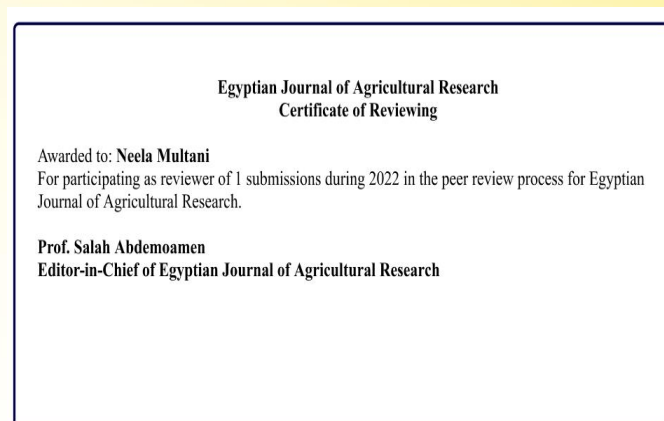 Egyptian Journal of Agricultural Research
Certificate of Reviewing
Awarded to: Neela Multani
For participating as reviewer of 1 submissions during 2022 in the peer review process for Egyptian
Journal of Agricultural Research.
Prof. Salah Abdemoamen
Editor-in-Chief of Egyptian Journal of Agricultural Research